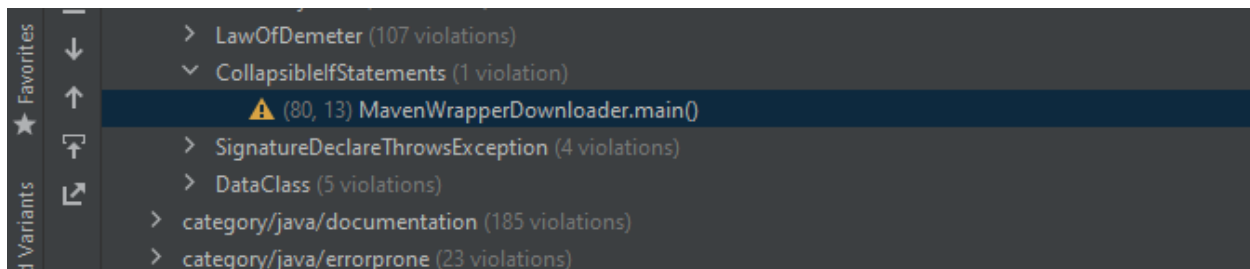 LawOfDemeter (107 violations)
CollapsibleIfStatements (1 violation)
(80, 13) MavenWrapperDownloader.main()
SignatureDeclareThrowsException (4 violations)
DataClass (5 violations)
category/java/documentation (185 violations)
category/java/errorprone (23 violations)
Favorites
Variants